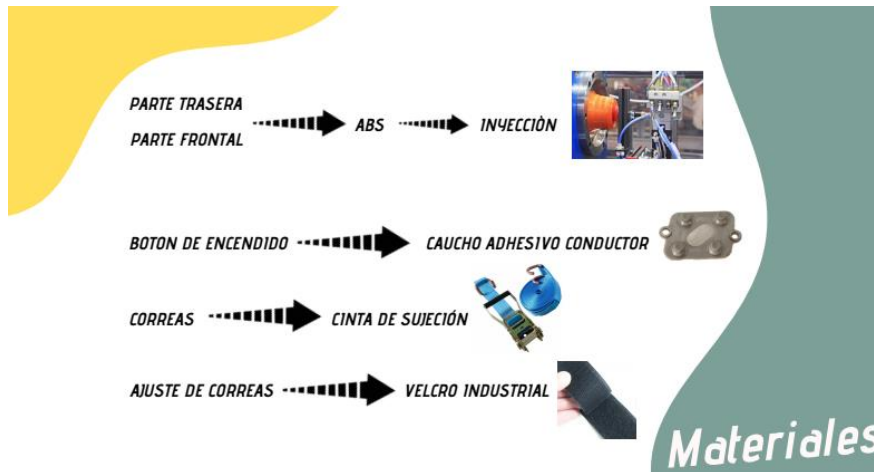 PARTE TRASERA
PARTE FRONTAL
ABS
INYECCIÒN
BOTON DE ENCENDIDO
CAUCHO ADHESIVO CONDUCTOR
CORREAS
CINTA DE SUJECIÓN
AJUSTE DE CORREAS
VELCRO INDUSTRIAL
Materiales